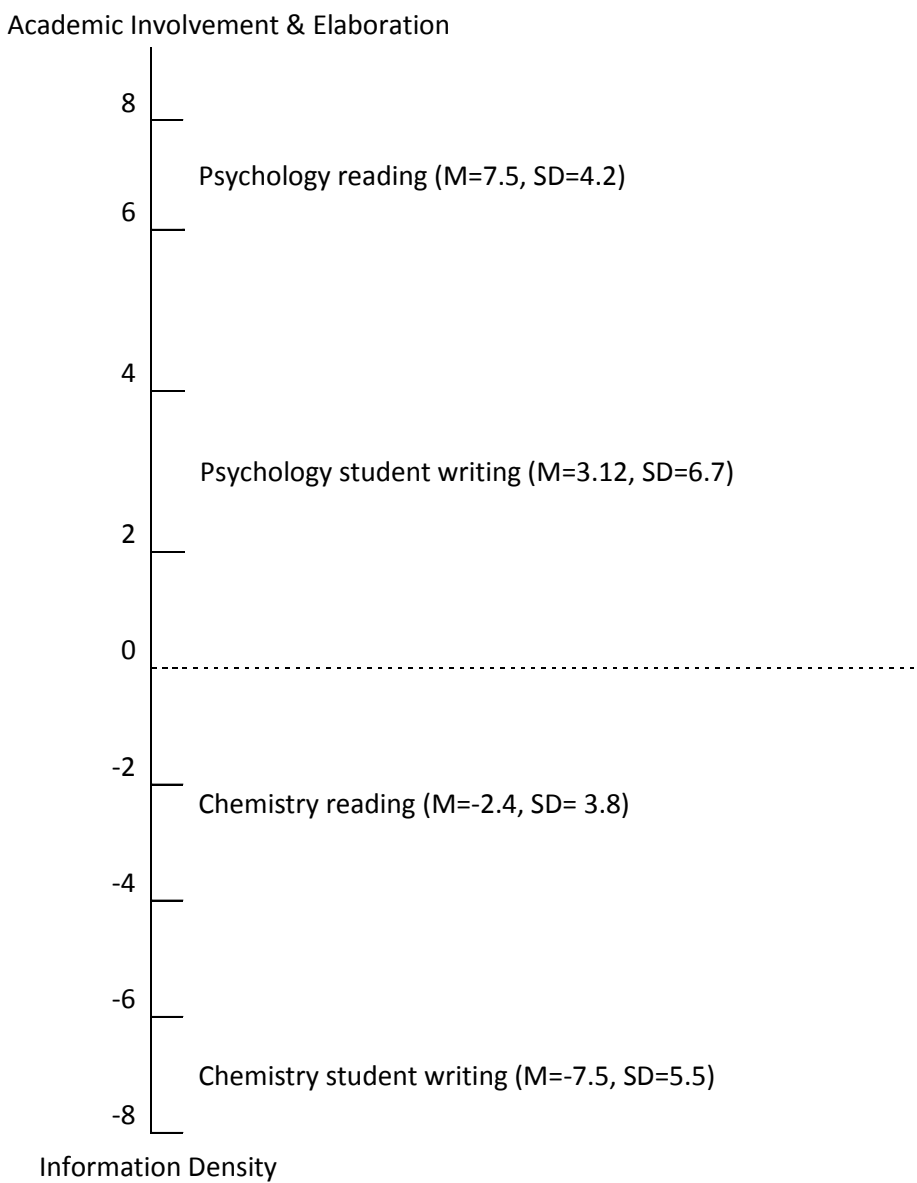 Academic Involvement & Elaboration
8
Psychology reading (M=7.5, SD=4.2)
6
4
Psychology student writing (M=3.12, SD=6.7)
2
0
-2
Chemistry reading (M=-2.4, SD= 3.8)
-4
-6
Chemistry student writing (M=-7.5, SD=5.5)
-8
Information Density